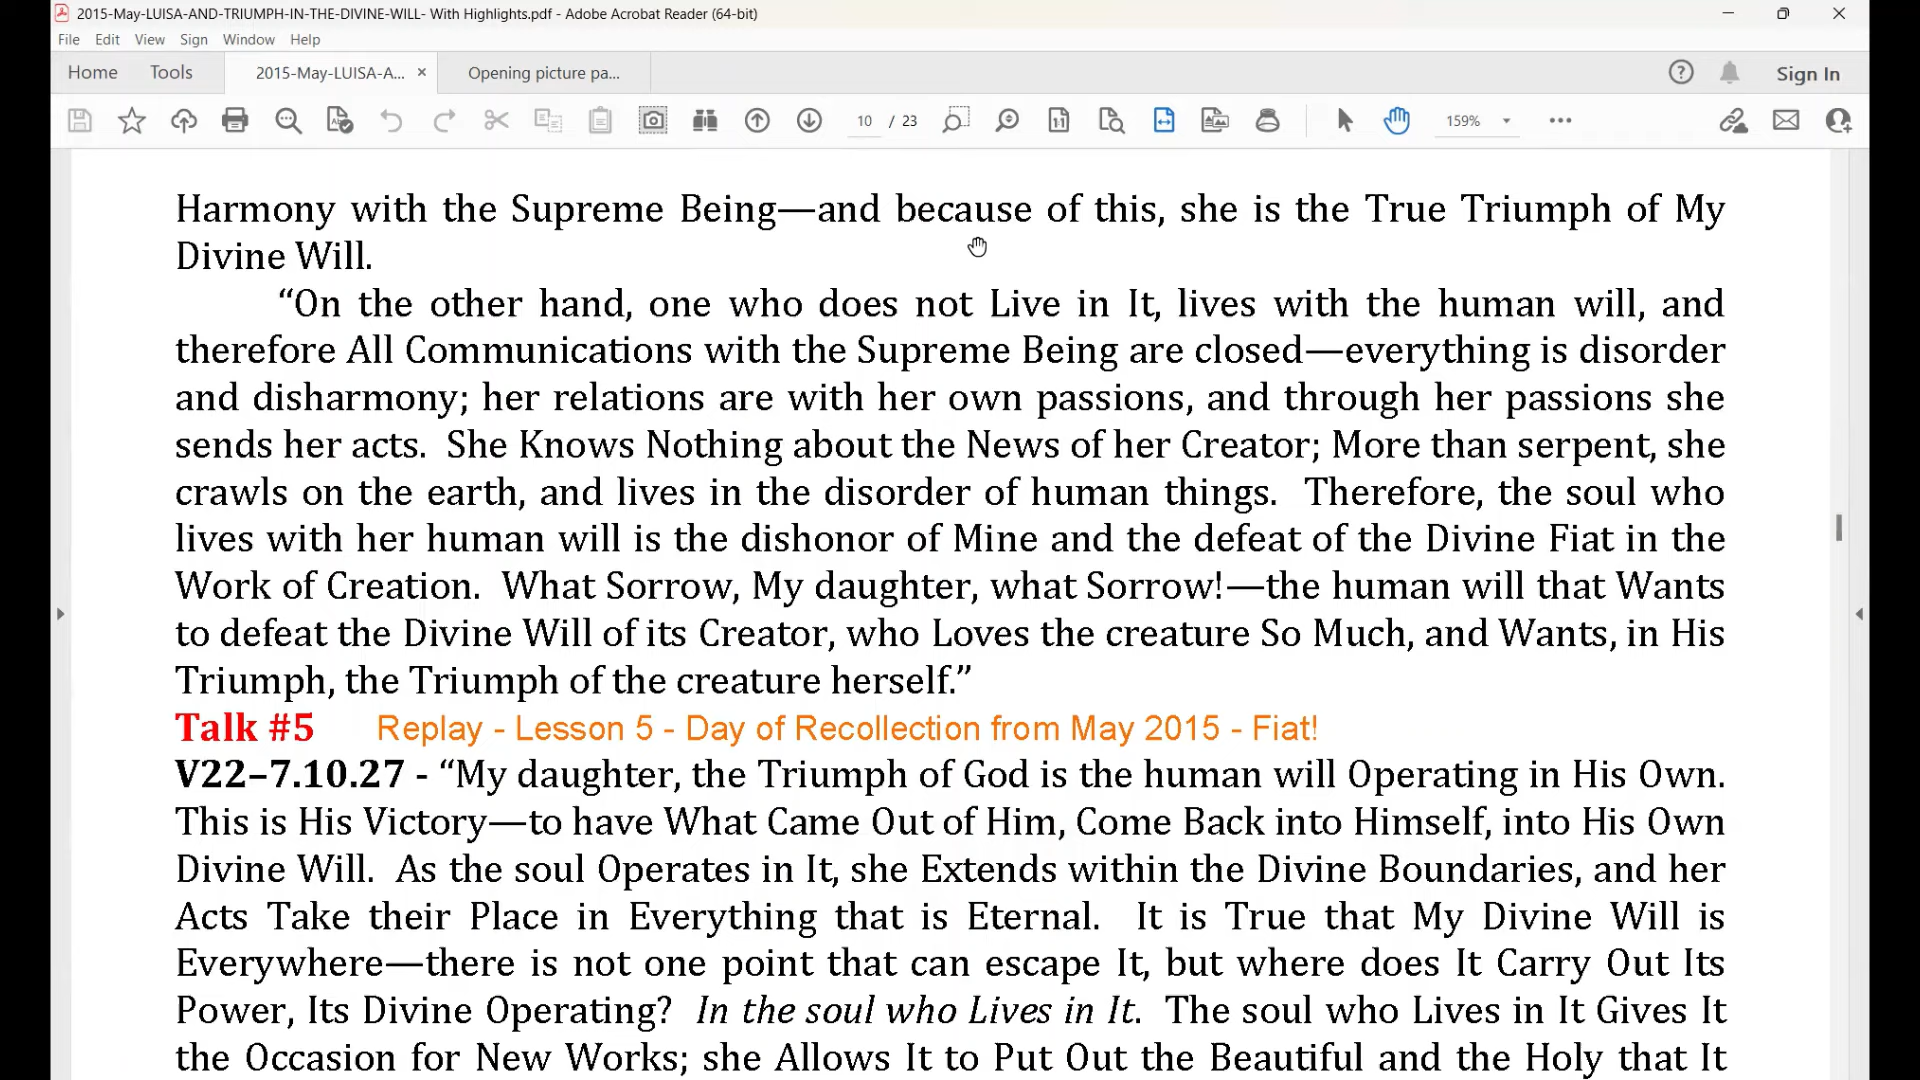 2015-May-LUISA-AND-TRIUMPH-IN-THE-DIVINE-WILL- With Highlights.pdf - Adobe Acrobat Reader (64-bit)
File Edit View Sign Window Help
Home Tools 2015-May-LUISA-A... × Opening picture pa... Sign In
10 / 23 159%
Harmony with the Supreme Being—and because of this, she is the True Triumph of My
Divine Will.
“On the other hand, one who does not Live in It, lives with the human will, and
therefore All Communications with the Supreme Being are closed—everything is disorder
and disharmony; her relations are with her own passions, and through her passions she
sends her acts. She Knows Nothing about the News of her Creator; More than serpent, she
crawls on the earth, and lives in the disorder of human things. Therefore, the soul who
lives with her human will is the dishonor of Mine and the defeat of the Divine Fiat in the
Work of Creation. What Sorrow, My daughter, what Sorrow!—the human will that Wants
to defeat the Divine Will of its Creator, who Loves the creature So Much, and Wants, in His
Triumph, the Triumph of the creature herself.”
Talk #5 Replay - Lesson 5 - Day of Recollection from May 2015 - Fiat!
V22–7.10.27 - “My daughter, the Triumph of God is the human will Operating in His Own.
This is His Victory—to have What Came Out of Him, Come Back into Himself, into His Own
Divine Will. As the soul Operates in It, she Extends within the Divine Boundaries, and her
Acts Take their Place in Everything that is Eternal. It is True that My Divine Will is
Everywhere—there is not one point that can escape It, but where does It Carry Out Its
Power, Its Divine Operating? In the soul who Lives in It. The soul who Lives in It Gives It
the Occasion for New Works; she Allows It to Put Out the Beautiful and the Holy that It